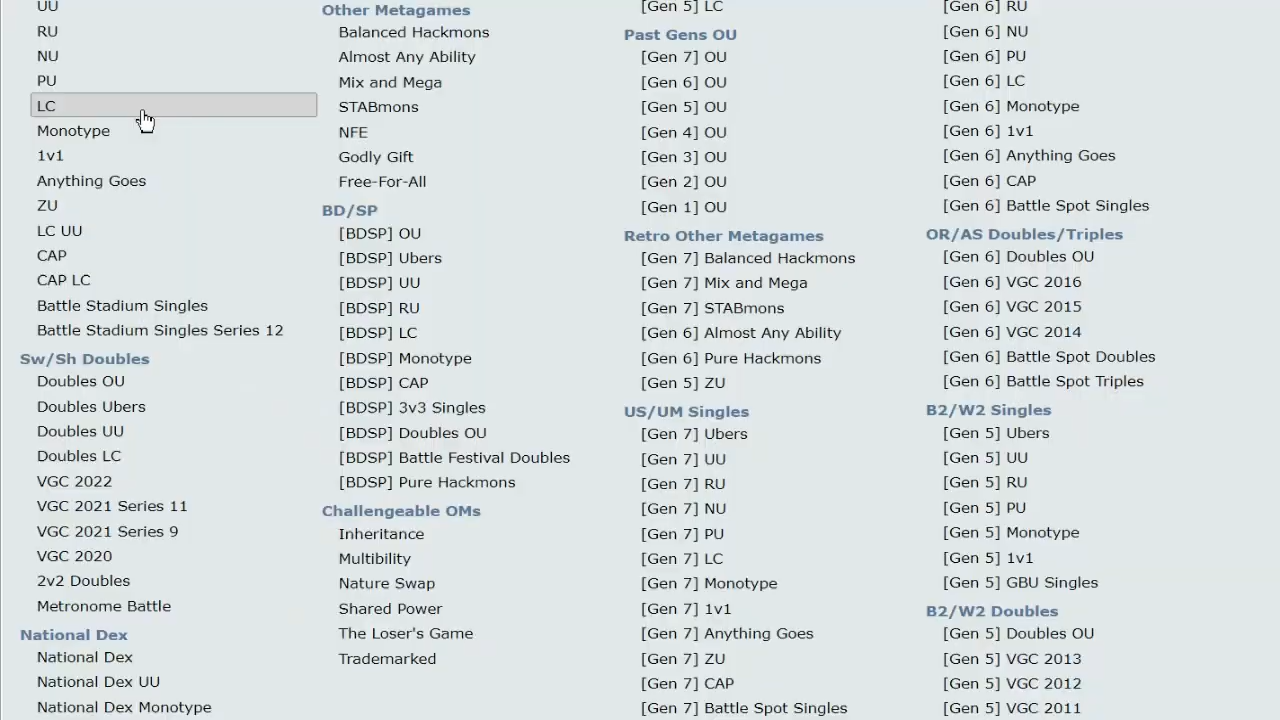 UU
RU
NU
PU
LC
Monotype
1v1
Anything Goes
ZU
LC UU
CAP
CAP LC
Battle Stadium Singles
Battle Stadium Singles Series 12
Sw/Sh Doubles
Doubles OU
Doubles Ubers
Doubles UU
Doubles LC
VGC 2022
VGC 2021 Series 11
VGC 2021 Series 9
VGC 2020
2v2 Doubles
Metronome Battle
National Dex
National Dex
National Dex UU
National Dex Monotype
Other Metagames
Balanced Hackmons
Almost Any Ability
Mix and Mega
STABmons
NFE
Godly Gift
Free-For-All
BD/SP
[BDSP] OU
[BDSP] Ubers
[BDSP] UU
[BDSP] RU
[BDSP] LC
[BDSP] Monotype
[BDSP] CAP
[BDSP] 3v3 Singles
[BDSP] Doubles OU
[BDSP] Battle Festival Doubles
[BDSP] Pure Hackmons
Challengeable OMs
Inheritance
Multibility
Nature Swap
Shared Power
The Loser's Game
Trademarked
[Gen 5] LC
Past Gens OU
[Gen 7] OU
[Gen 6] OU
[Gen 5] OU
[Gen 4] OU
[Gen 3] OU
[Gen 2] OU
[Gen 1] OU
Retro Other Metagames
[Gen 7] Balanced Hackmons
[Gen 7] Mix and Mega
[Gen 7] STABmons
[Gen 6] Almost Any Ability
[Gen 6] Pure Hackmons
[Gen 5] ZU
US/UM Singles
[Gen 7] Ubers
[Gen 7] UU
[Gen 7] RU
[Gen 7] NU
[Gen 7] PU
[Gen 7] LC
[Gen 7] Monotype
[Gen 7] 1v1
[Gen 7] Anything Goes
[Gen 7] ZU
[Gen 7] CAP
[Gen 7] Battle Spot Singles
[Gen 6] RU
[Gen 6] NU
[Gen 6] PU
[Gen 6] LC
[Gen 6] Monotype
[Gen 6] 1v1
[Gen 6] Anything Goes
[Gen 6] CAP
[Gen 6] Battle Spot Singles
OR/AS Doubles/Triples
[Gen 6] Doubles OU
[Gen 6] VGC 2016
[Gen 6] VGC 2015
[Gen 6] VGC 2014
[Gen 6] Battle Spot Doubles
[Gen 6] Battle Spot Triples
B2/W2 Singles
[Gen 5] Ubers
[Gen 5] UU
[Gen 5] RU
[Gen 5] PU
[Gen 5] Monotype
[Gen 5] 1v1
[Gen 5] GBU Singles
B2/W2 Doubles
[Gen 5] Doubles OU
[Gen 5] VGC 2013
[Gen 5] VGC 2012
[Gen 5] VGC 2011